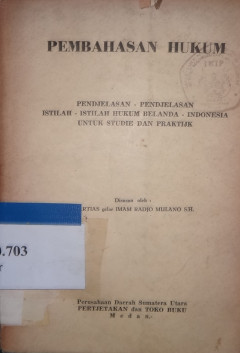 PEMBAHASAN HUKUM
PENDJELASAN - PENDJELASAN
ISTILAH - ISTILAH HUKUM BELANDA - INDONESIA
UNTUK STUDIE DAN PRAKTIJK
IKIP
Disusun oleh :
gelar IMAM RADJO MULANO SH.
0.703
r
Perusahaan Daerah Sumatera Utara
PERTJETAKAN dan TOKO BUKU
Medan.